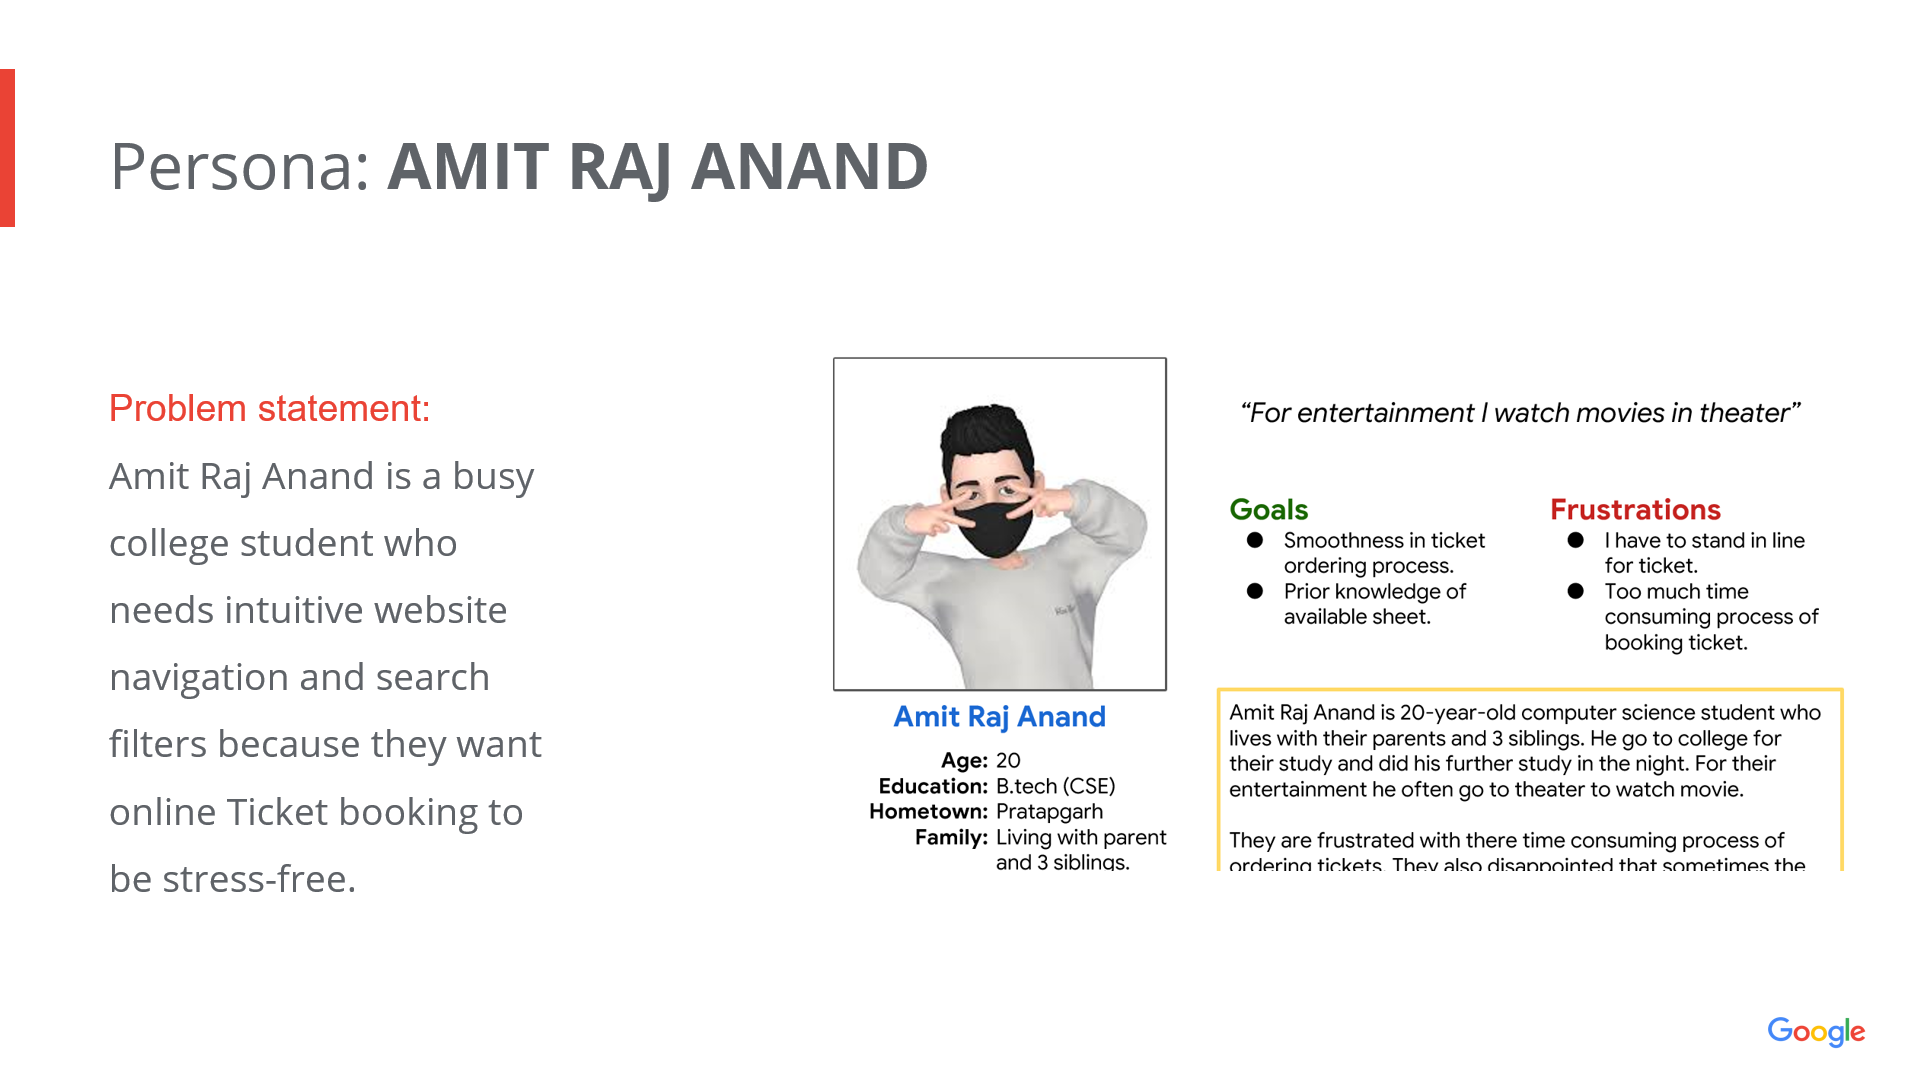 Persona: AMIT RAJ ANAND
Problem statement:
Amit Raj Anand is a busy
college student who
needs intuitive website
navigation and search
filters because they want
online Ticket booking to
be stress-free.
Amit Raj Anand
Age: 20
Education: B.tech (CSE)
Hometown: Pratapgarh
Family: Living with parent
and 3 siblings.
“For entertainment I watch movies in theater”
Goals
● Smoothness in ticket
ordering process.
● Prior knowledge of
available sheet.
Frustrations
● I have to stand in line
for ticket.
● Too much time
consuming process of
booking ticket.
Amit Raj Anand is 20-year-old computer science student who
lives with their parents and 3 siblings. He go to college for
their study and did his further study in the night. For their
entertainment he often go to theater to watch movie.
They are frustrated with there time consuming process of
ordering tickets. They also disappointed that sometimes the
Google